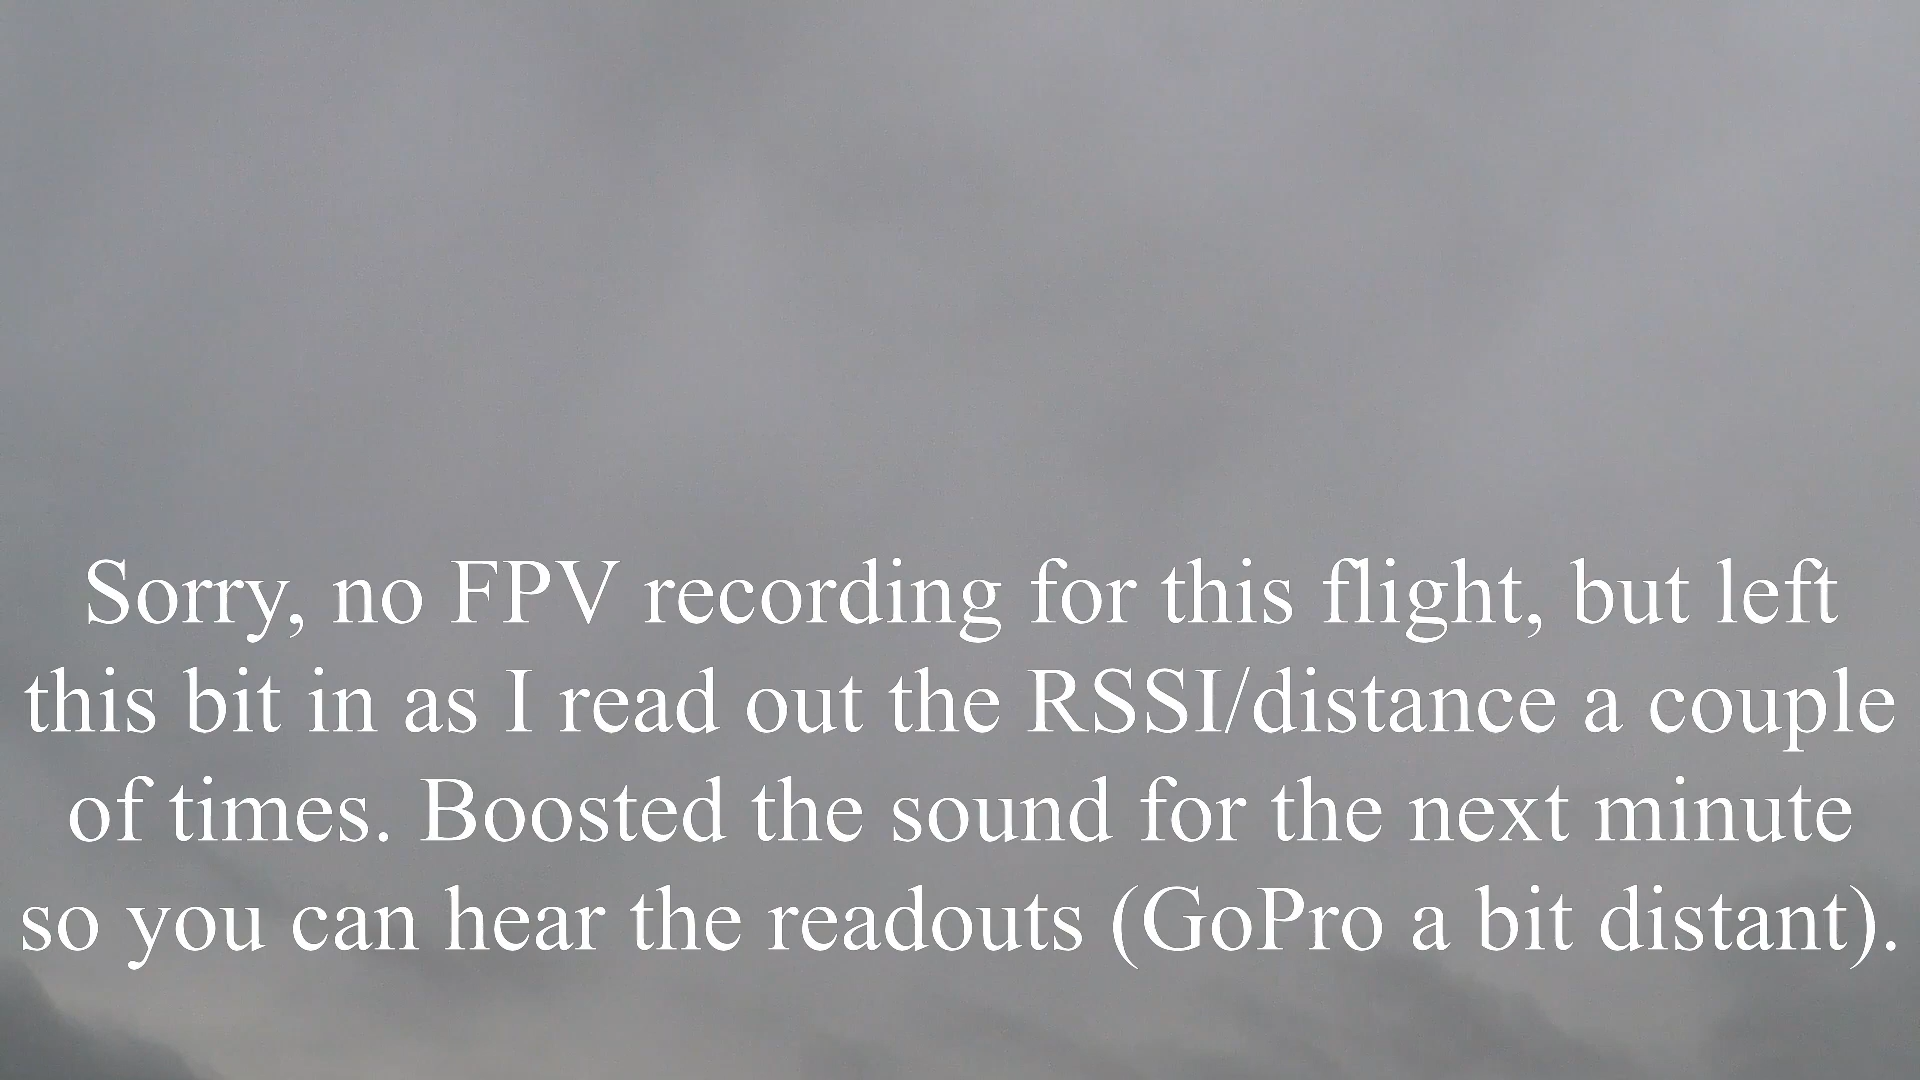 Sorry, no FPV recording for this flight, but left
this bit in as I read out the RSSI/distance a couple
of times. Boosted the sound for the next minute
so you can hear the readouts (GoPro a bit distant).